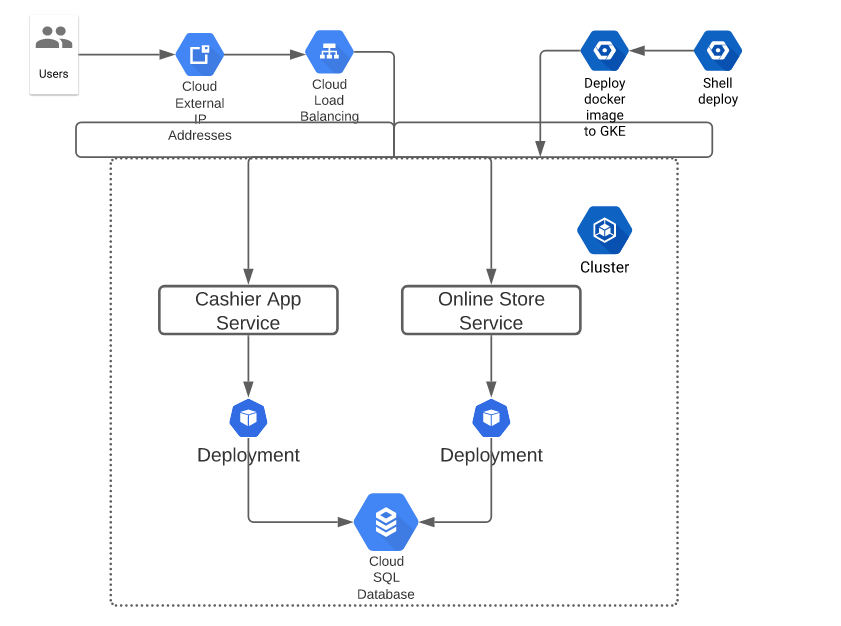 Users
Cloud
External
IP
Addresses
Cloud
Load
Balancing
Deploy
docker
image
to GKE
Shell
deploy
Cluster
Cashier App
Service
Online Store
Service
Deployment
Deployment
Cloud
SQL
Database